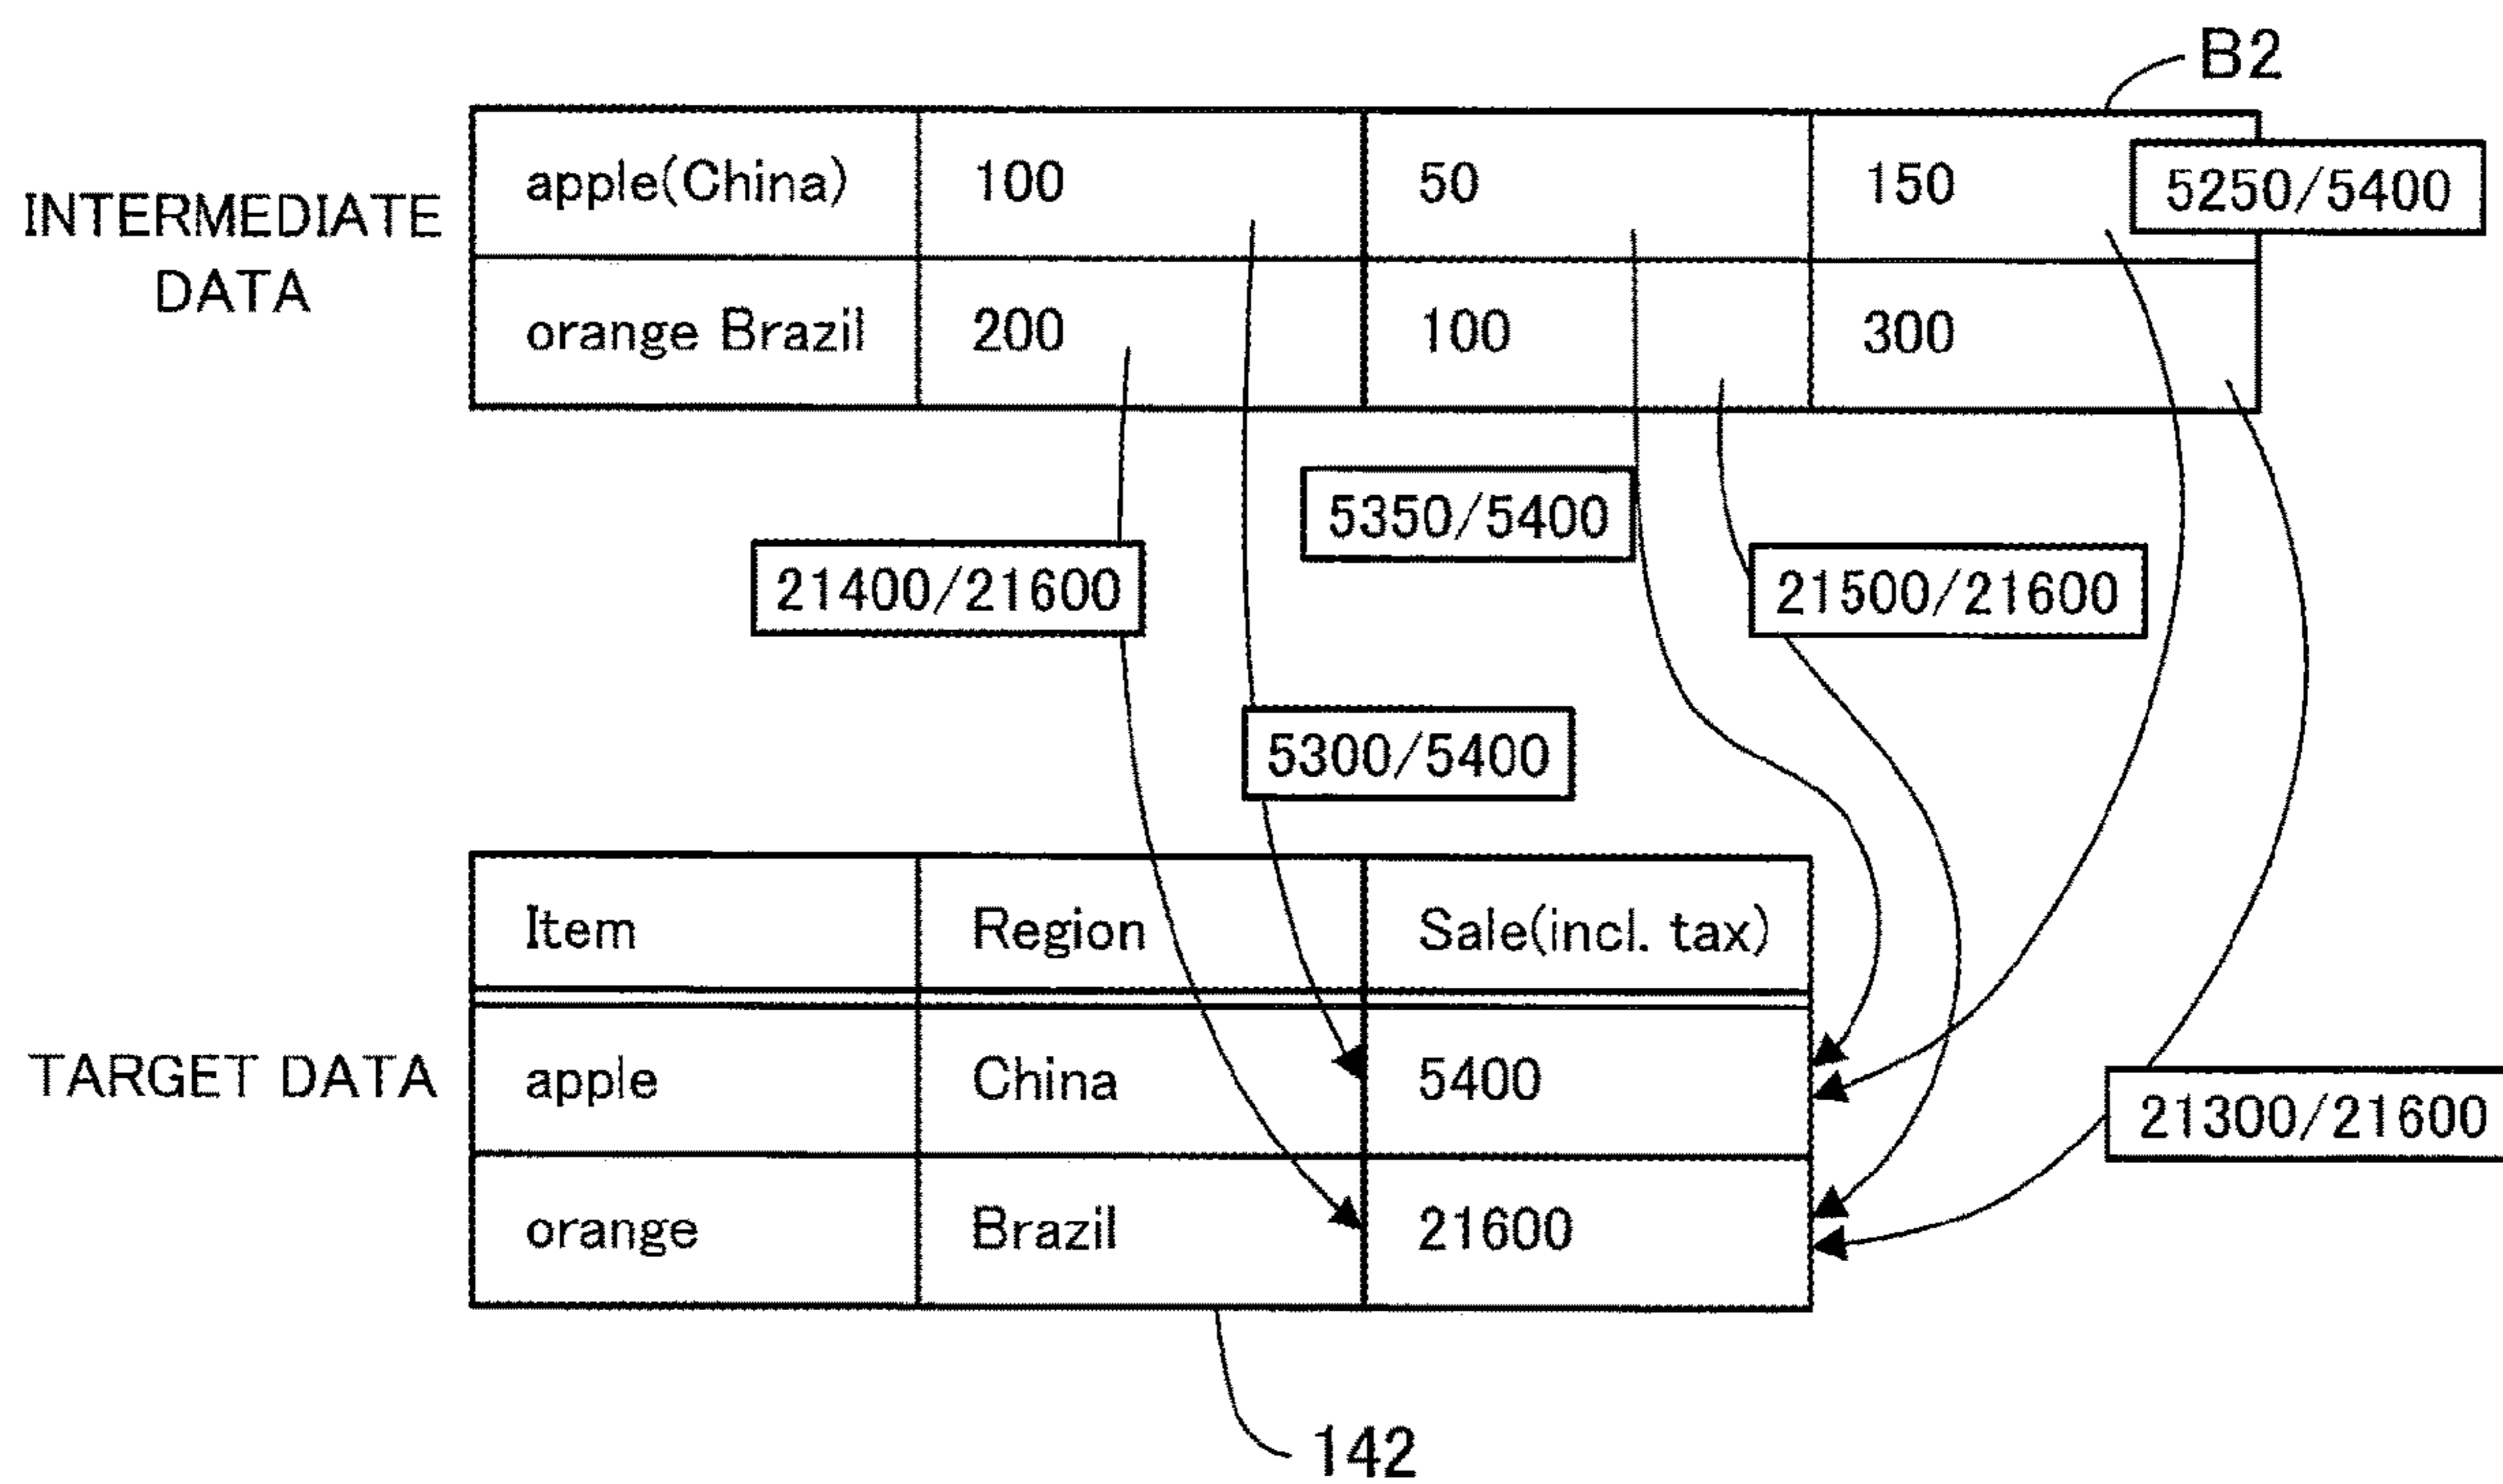 B2
INTERMEDIATE
DATA
apple(China) 100 50 150 5250/5400
orange Brazil 200 100 300
5350/5400
21400/21600 21500/21600
5300/5400
TARGET DATA
Item Region Sale(incl. tax)
apple China 5400
21300/21600
orange Brazil 21600
142